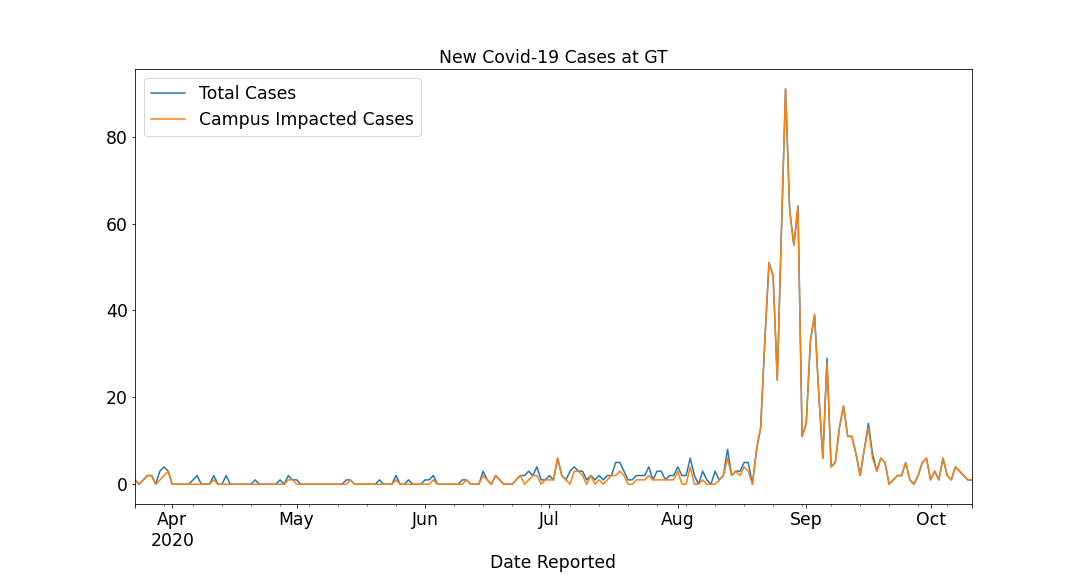 New Covid-19 Cases at GT
Total Cases
Campus Impacted Cases
80
60
40
20
0
Apr May Jun Jul Aug Sep Oct
2020
Date Reported